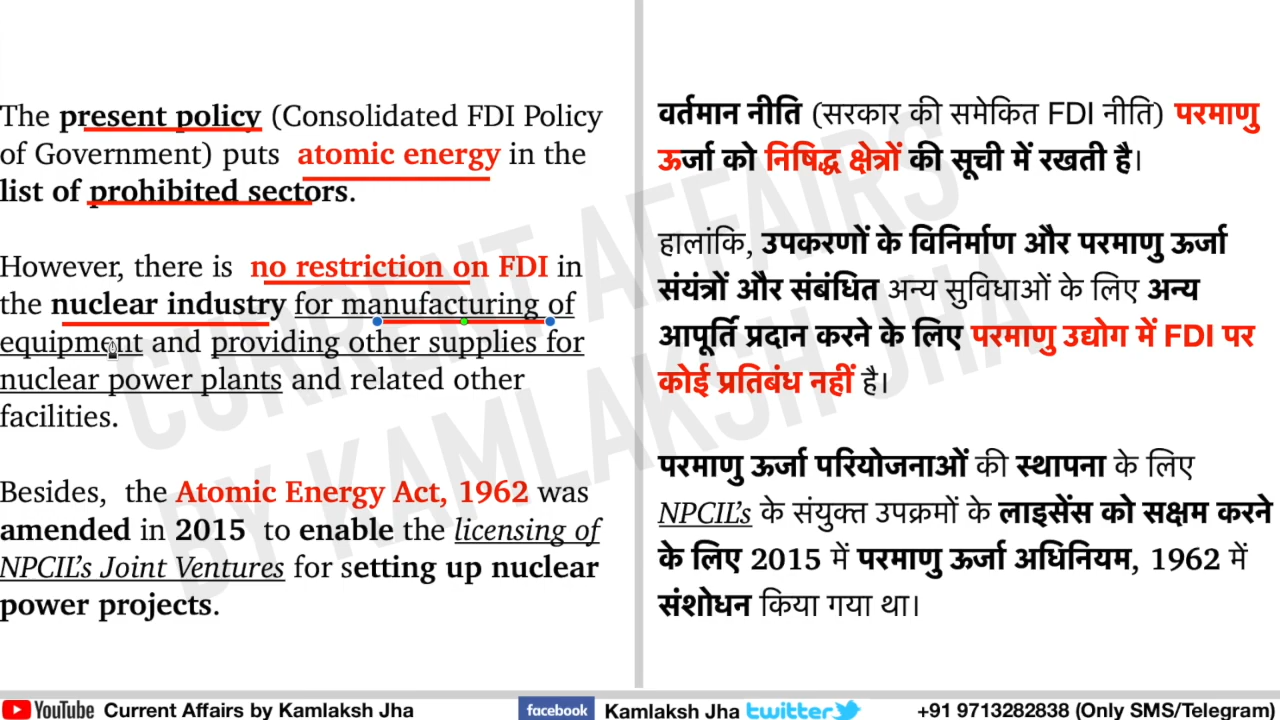 The present policy (Consolidated FDI Policy
of Government) puts atomic energy in the
list of prohibited sectors.
However, there is no restriction on FDI in
the nuclear industry for manufacturing of
equipment and providing other supplies for
nuclear power plants and related other
facilities.
Besides, the Atomic Energy Act, 1962 was
amended in 2015 to enable the licensing of
NPCIL's Joint Ventures for setting up nuclear
power projects.
वर्तमान नीति (सरकार की समेकित FDI नीति) परमाणु
ऊर्जा को निषिद्ध क्षेत्रों की सूची में रखती है।
हालांकि, उपकरणों के विनिर्माण और परमाणु ऊर्जा
संयंत्रों और संबंधित अन्य सुविधाओं के लिए अन्य
आपूर्ति प्रदान करने के लिए परमाणु उद्योग में FDI पर
कोई प्रतिबंध नहीं है।
परमाणु ऊर्जा परियोजनाओं की स्थापना के लिए
NPCIL's के संयुक्त उपक्रमों के लाइसेंस को सक्षम करने
के लिए 2015 में परमाणु ऊर्जा अधिनियम, 1962 में
संशोधन किया गया था।
CURRENT AFFAIRS
BY KAMLAKSH JHA
YouTube Current Affairs by Kamlaksh Jha facebook Kamlaksh Jha twitter +91 9713282838 (Only SMS/Telegram)